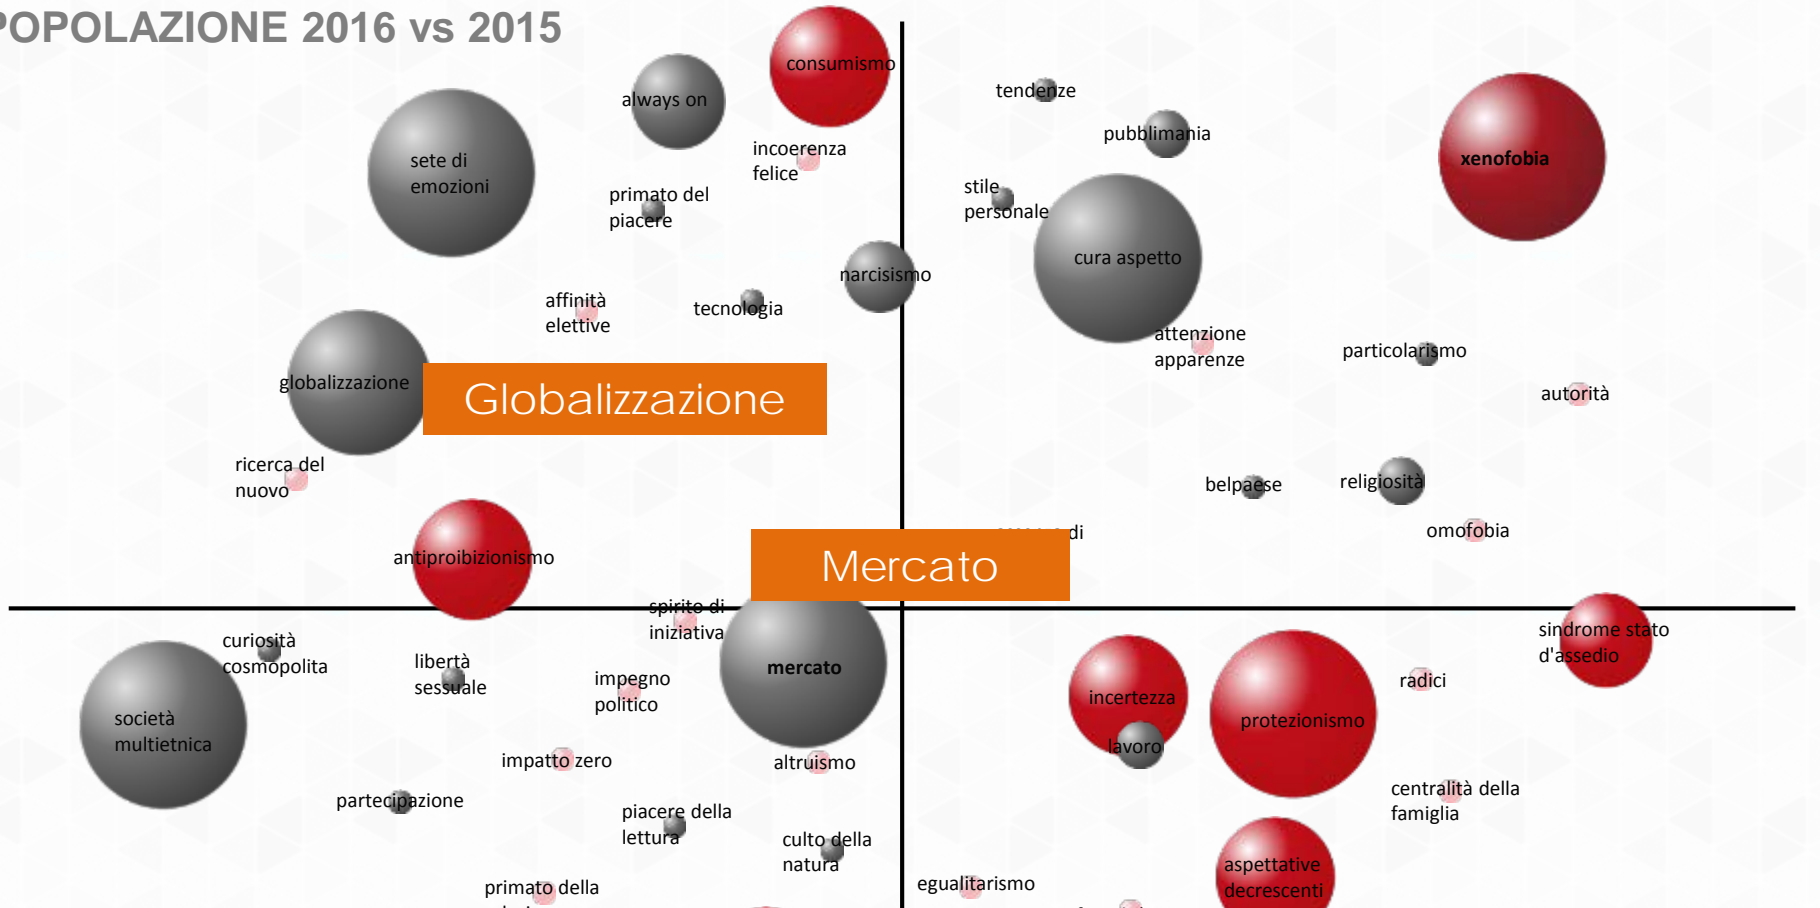 POPOLAZIONE 2016 vs 2015
consumismo
always on
tendenze
pubblimania
incoerenza
felice
sete di
emozioni
xenofobia
primato del
piacere
stile
personale
cura aspetto
narcisismo
affinità
elettive
tecnologia
attenzione
apparenze
particolarismo
globalizzazione
Globalizzazione
autorità
ricerca del
nuovo
belpaese
religiosità
di
omofobia
antiproibizionismo
Mercato
spirito di
iniziativa
sindrome stato
d'assedio
curiosità
cosmopolita
libertà
sessuale
impegno
politico
mercato
incertezza
radici
società
multietnica
protezionismo
lavoro
impatto zero
altruismo
partecipazione
centralità della
famiglia
piacere della
lettura
culto della
natura
aspettative
decrescenti
primato della
egualitarismo